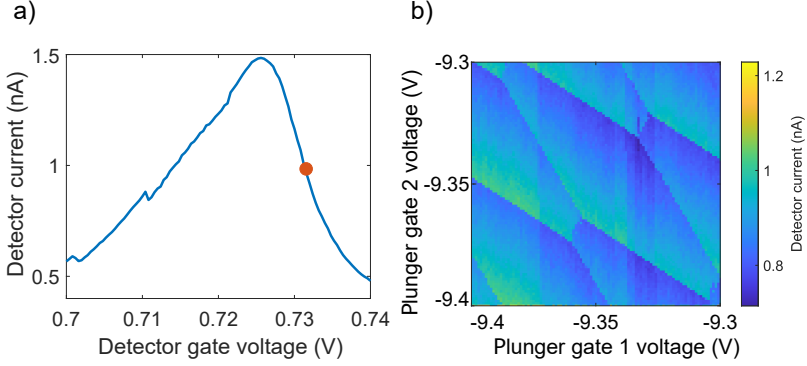 a)
1.5
1
0.5
0.7
0.71
0.72
0.73
0.74
Detector gate voltage (V)
Detector current (nA)
b)
-9.3
-9.35
-9.4
-9.4
-9.35
-9.3
Plunger gate 1 voltage (V)
Plunger gate 2 voltage (V)
1.2
1
0.8
Detector current (nA)